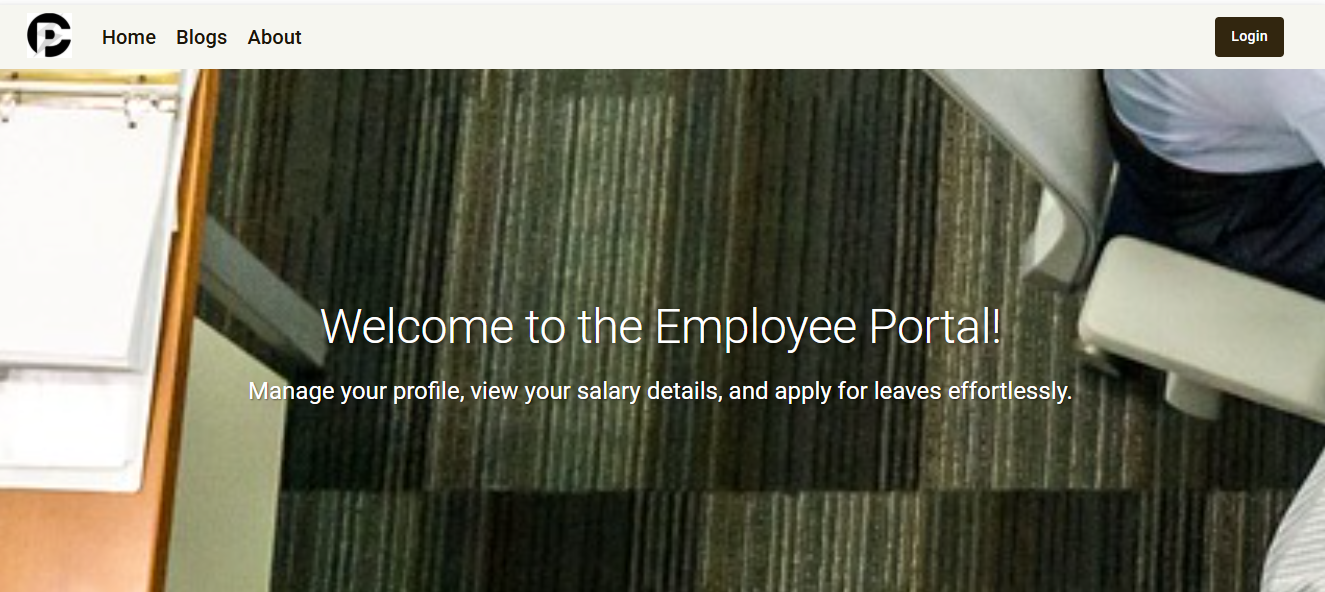 Home Blogs About Login
Welcome to the Employee Portal!
Manage your profile, view your salary details, and apply for leaves effortlessly.